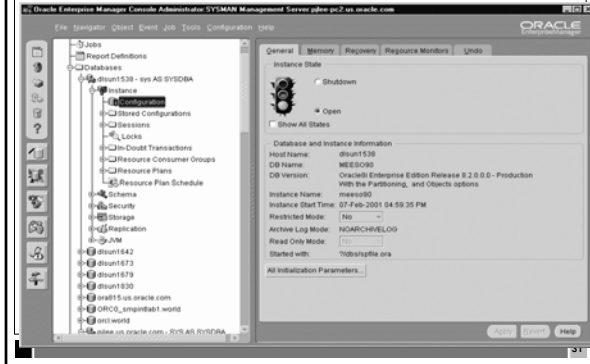 Oracle Enterprise Manager Console Administrator:SYSMAN Management Server pjlee-pc2.us.oracle.com
File Navigator Object Event Job Tools Configuration Help
ORACLE
EnterpriseManager
Jobs
Report Definitions
Databases
dlsun1538 - sys AS SYSDBA
Instance
Configuration
Stored Configurations
Sessions
Locks
In-Doubt Transactions
Resource Consumer Groups
Resource Plans
Resource Plan Schedule
Schema
Security
Storage
Replication
JVM
dlsun1642
dlsun1673
dlsun1679
dlsun1830
ora815.us.oracle.com
ORCO_smpintlab1.world
orcl.world
pjlee.us.oracle.com - SYS AS SYSDBA
General Memory Recovery Resource Monitors Undo
Instance State
Shutdown
Open
Show All States
Database and Instance Information
Host Name: dlsun1538
DB Name: MEESO90
DB Version: Oracle8i Enterprise Edition Release 8.2.0.0.0 - Production
With the Partitioning, and Objects options
Instance Name: meeso90
Instance Start Time: 07-Feb-2001 04:59:35 PM
Restricted Mode: No
Archive Log Mode: NOARCHIVELOG
Read Only Mode: No
Started with: ?/dbs/spfile.ora
All Initialization Parameters...
Apply Revert Help
31